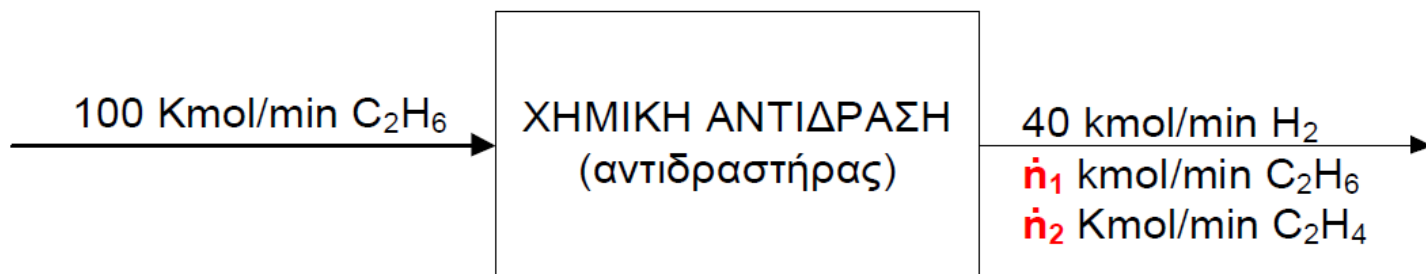 100 Kmol/min C₂H₆
ΧΗΜΙΚΗ ΑΝΤΙΔΡΑΣΗ
(αντιδραστήρας)
40 kmol/min H₂
ṅ₁ kmol/min C₂H₆
ṅ₂ Kmol/min C₂H₄